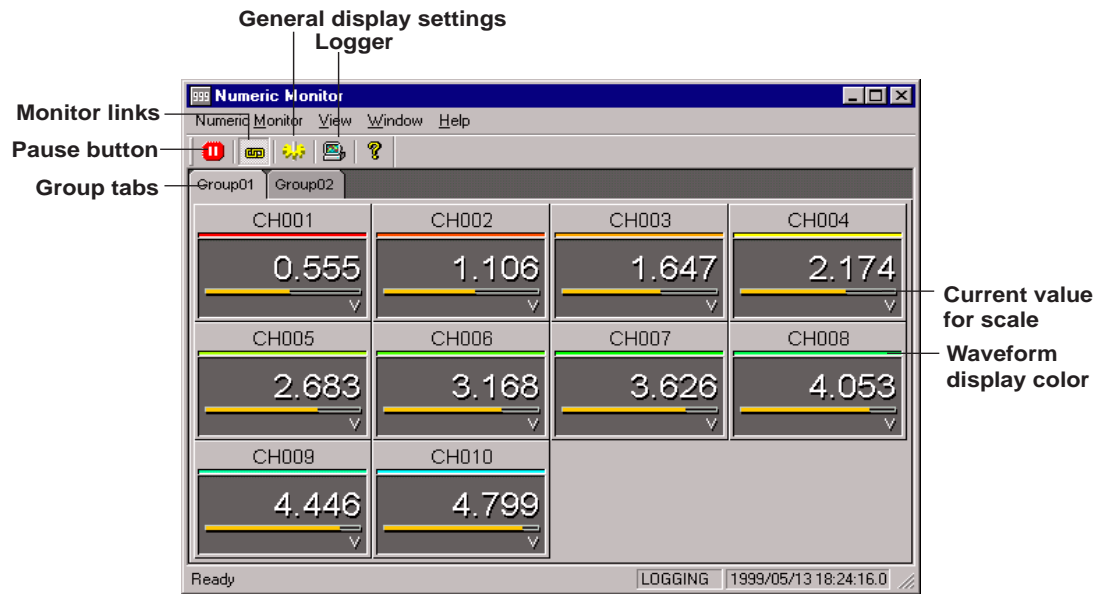 General display settings
Logger
Monitor links
Pause button
Group tabs
999 Numeric Monitor
Numeric Monitor View Window Help
?
Group01 Group02
CH001 CH002 CH003 CH004
0.555 1.106 1.647 2.174
V V V V
Current value
for scale
CH005 CH006 CH007 CH008
Waveform
display color
2.683 3.168 3.626 4.053
V V V V
CH009 CH010
4.446 4.799
V V
Ready LOGGING 1999/05/13 18:24:16.0